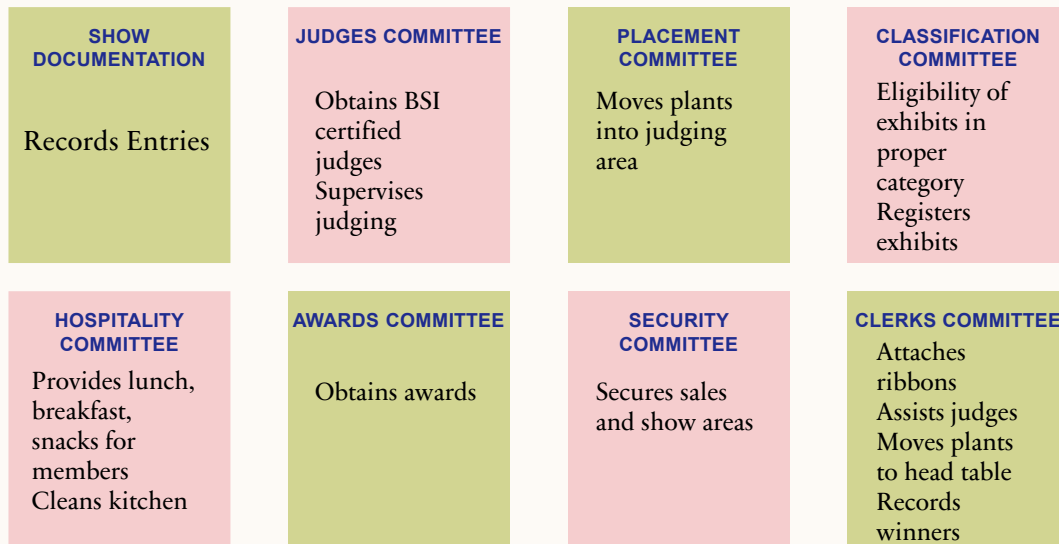 SHOW
DOCUMENTATION
Records Entries
JUDGES COMMITTEE
Obtains BSI
certified
judges
Supervises
judging
PLACEMENT
COMMITTEE
Moves plants
into judging
area
CLASSIFICATION
COMMITTEE
Eligibility of
exhibits in
proper
category
Registers
exhibits
HOSPITALITY
COMMITTEE
Provides lunch,
breakfast,
snacks for
members
Cleans kitchen
AWARDS COMMITTEE
Obtains awards
SECURITY
COMMITTEE
Secures sales
and show areas
CLERKS COMMITTEE
Attaches
ribbons
Assists judges
Moves plants
to head table
Records
winners